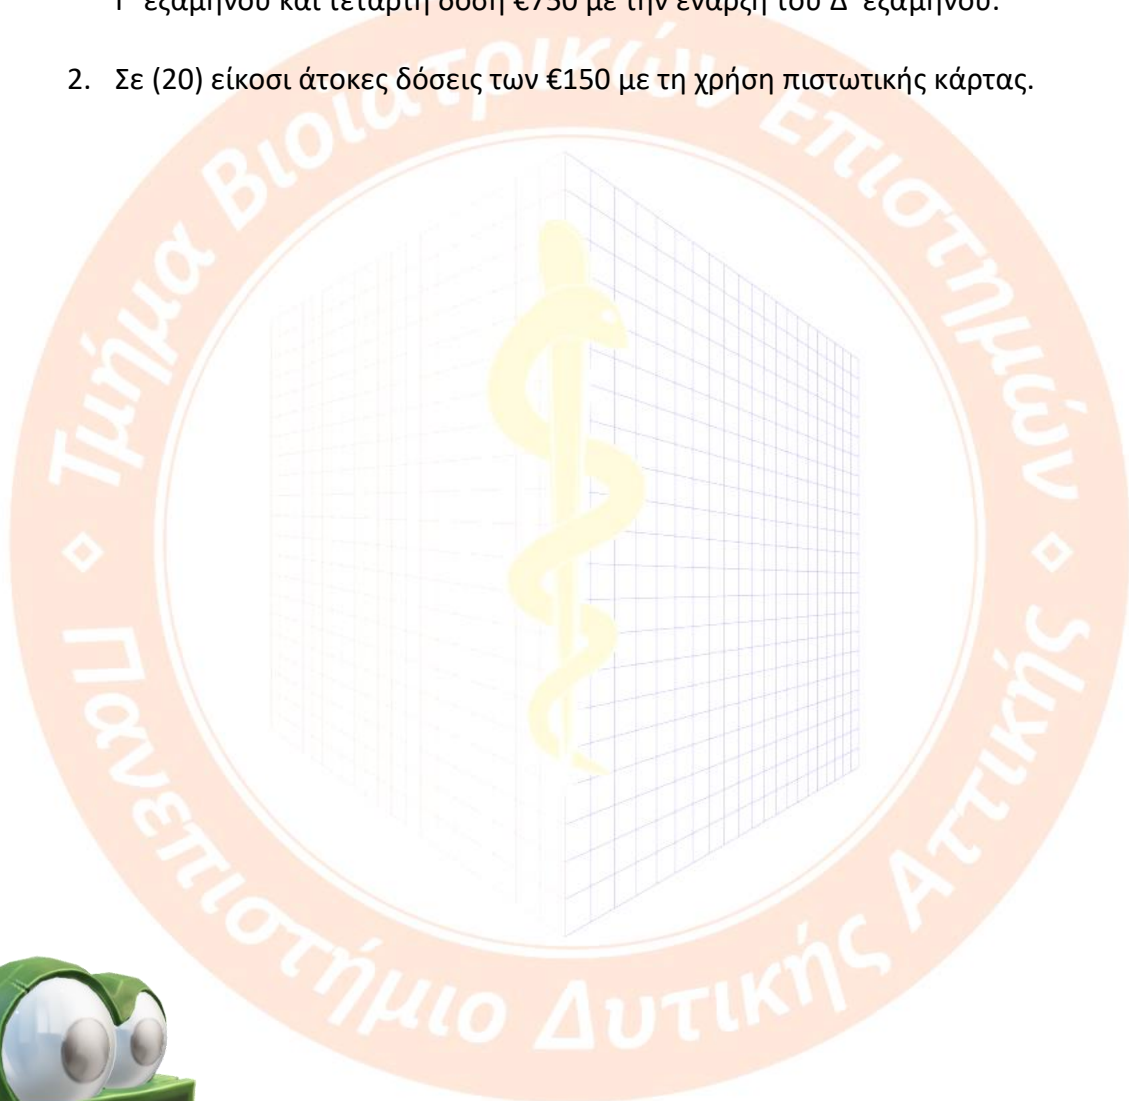 Γ' εξαμήνου και τέταρτη δόση €750 με την έναρξη του Δ' εξαμήνου.
2. Σε (20) είκοσι άτοκες δόσεις των €150 με τη χρήση πιστωτικής κάρτας.
Τμήμα Βιοϊατρικών Επιστημών
Πανεπιστήμιο Δυτικής Αττικής